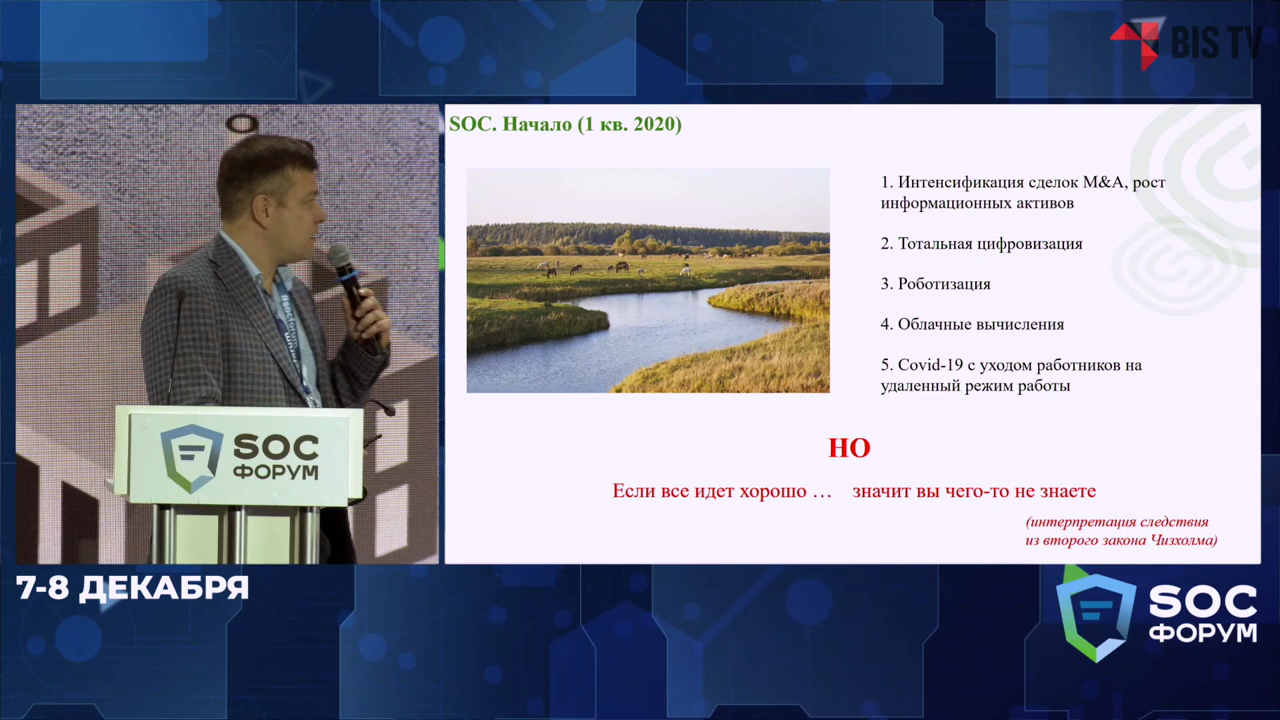 BIS TV
SOC. Начало (1 кв. 2020)
1. Интенсификация сделок M&A, рост
информационных активов
2. Тотальная цифровизация
3. Роботизация
4. Облачные вычисления
5. Covid-19 с уходом работников на
удаленный режим работы
НО
Если все идет хорошо … значит вы чего-то не знаете
(интерпретация следствия
из второго закона Чизхолма)
SOC
ФОРУМ
7-8 ДЕКАБРЯ
SOC
ФОРУМ